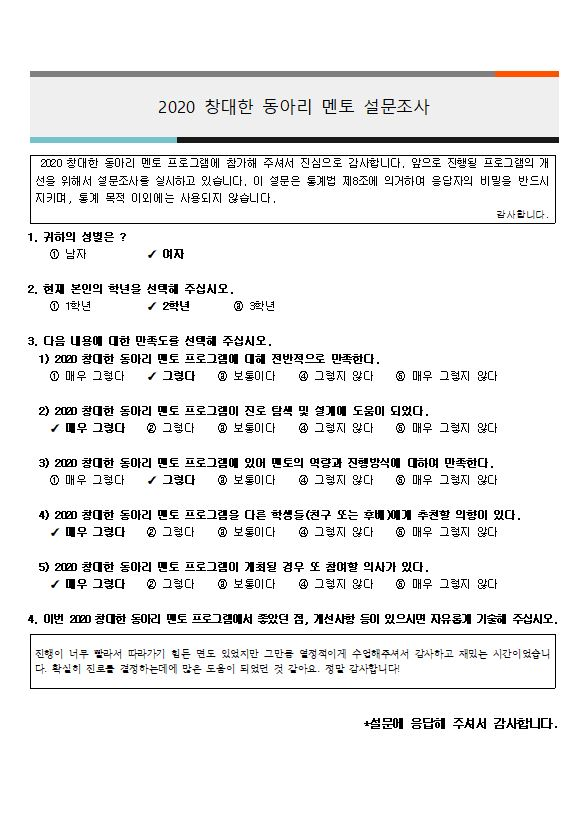 2020 창대한 동아리 멘토 설문조사
2020 창대한 동아리 멘토 프로그램에 참가해 주셔서 진심으로 감사합니다. 앞으로 진행될 프로그램의 개
선을 위해서 설문조사를 실시하고 있습니다. 이 설문은 통계법 제8조에 의거하여 응답자의 비밀을 반드시
지키며, 통계 목적 이외에는 사용되지 않습니다.
감사합니다.
1. 귀하의 성별은 ?
① 남자 ✓ 여자
2. 현재 본인의 학년을 선택해 주십시오.
① 1학년 ✓ 2학년 ③ 3학년
3. 다음 내용에 대한 만족도를 선택해 주십시오.
1) 2020 창대한 동아리 멘토 프로그램에 대해 전반적으로 만족한다.
① 매우 그렇다 ✓ 그렇다 ③ 보통이다 ④ 그렇지 않다 ⑤ 매우 그렇지 않다
2) 2020 창대한 동아리 멘토 프로그램이 진로 탐색 및 설계에 도움이 되었다.
✓ 매우 그렇다 ② 그렇다 ③ 보통이다 ④ 그렇지 않다 ⑤ 매우 그렇지 않다
3) 2020 창대한 동아리 멘토 프로그램에 있어 멘토의 역량과 진행방식에 대하여 만족한다.
① 매우 그렇다 ✓ 그렇다 ③ 보통이다 ④ 그렇지 않다 ⑤ 매우 그렇지 않다
4) 2020 창대한 동아리 멘토 프로그램을 다른 학생들(친구 또는 후배)에게 추천할 의향이 있다.
✓ 매우 그렇다 ② 그렇다 ③ 보통이다 ④ 그렇지 않다 ⑤ 매우 그렇지 않다
5) 2020 창대한 동아리 멘토 프로그램이 개최될 경우 또 참여할 의사가 있다.
✓ 매우 그렇다 ② 그렇다 ③ 보통이다 ④ 그렇지 않다 ⑤ 매우 그렇지 않다
4. 이번 2020 창대한 동아리 멘토 프로그램에서 좋았던 점, 개선사항 등이 있으시면 자유롭게 기술해 주십시오.
진행이 너무 빨라서 따라가기 힘든 면도 있었지만 그만큼 열정적이게 수업해주셔서 감사하고 재밌는 시간이었습니
다. 확실히 진로를 결정하는데에 많은 도움이 되었던 것 같아요. 정말 감사합니다!
*설문에 응답해 주셔서 감사합니다.